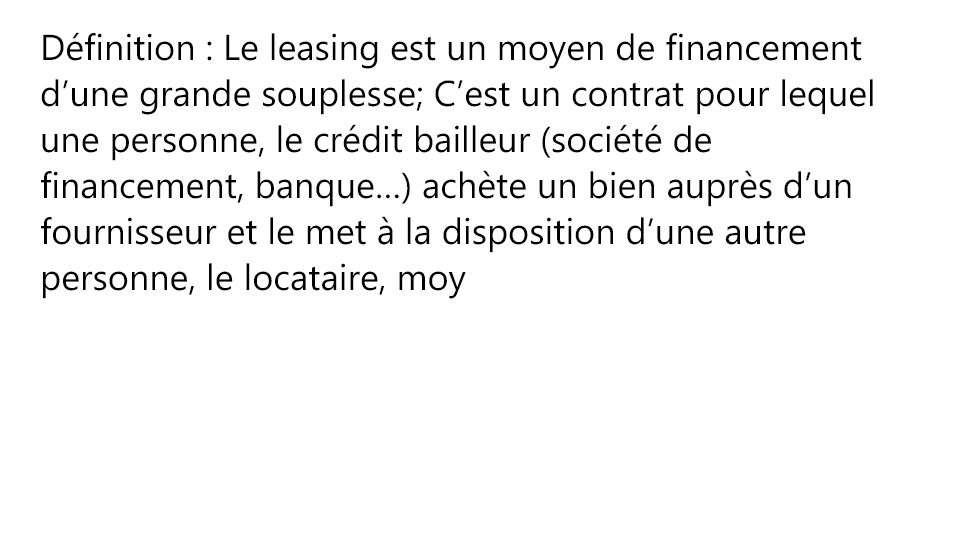 Définition : Le leasing est un moyen de financement
d’une grande souplesse; C’est un contrat pour lequel
une personne, le crédit bailleur (société de
financement, banque…) achète un bien auprès d’un
fournisseur et le met à la disposition d’une autre
personne, le locataire, moy